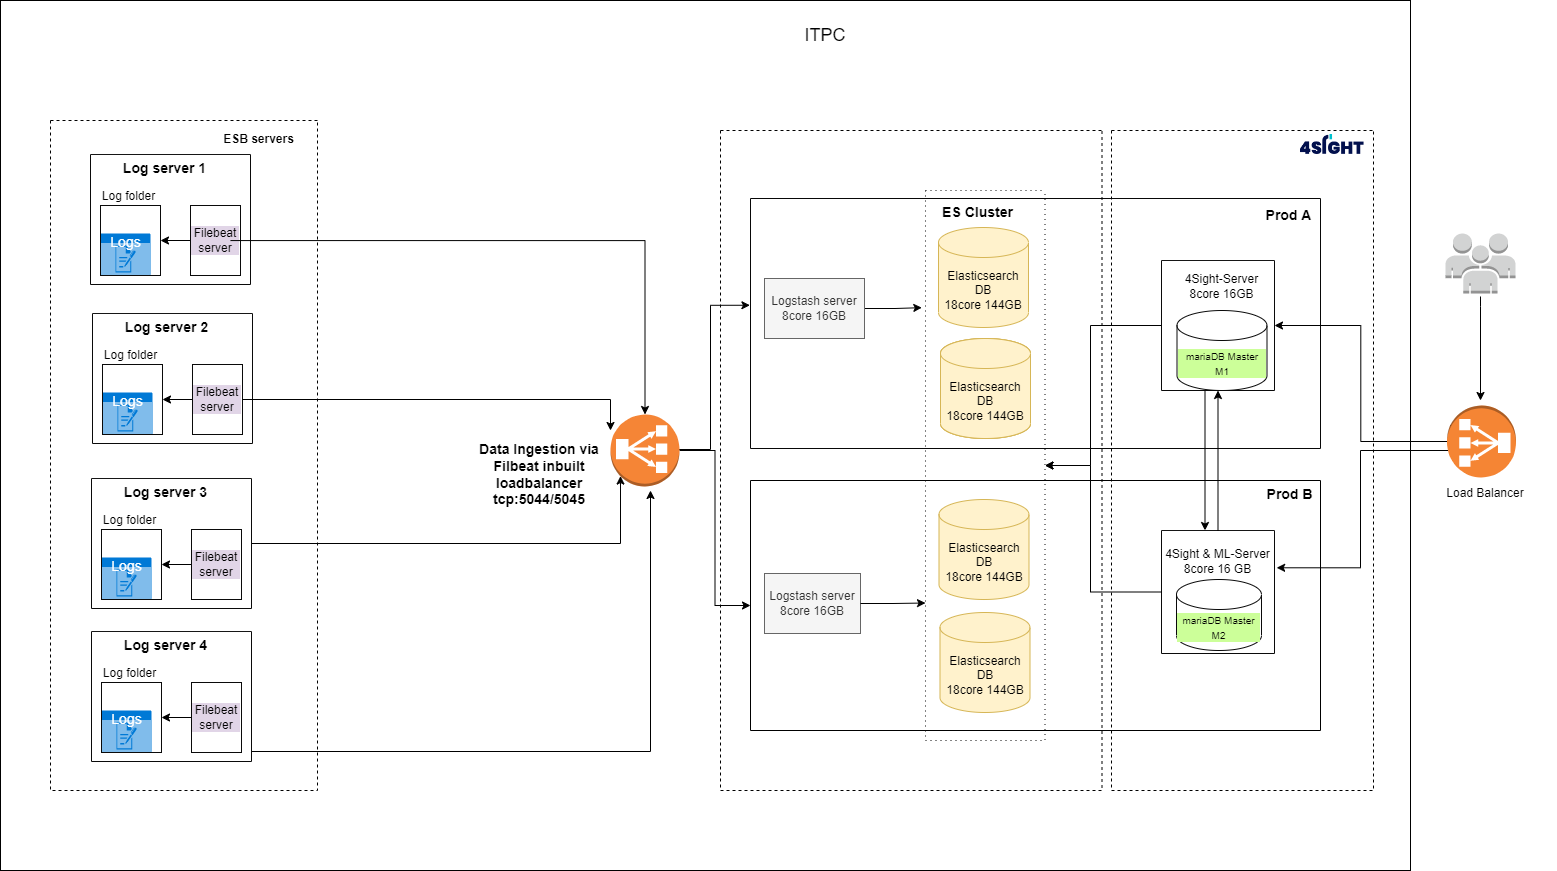 ITPC
ESB servers
Log server 1
Log folder
Logs
Filebeat
server
Log server 2
Log folder
Logs
Filebeat
server
Log server 3
Log folder
Logs
Filebeat
server
Log server 4
Log folder
Logs
Filebeat
server
Data Ingestion via
Filbeat inbuilt
loadbalancer
tcp:5044/5045
4SIGHT
Prod A
ES Cluster
Logstash server
8core 16GB
Elasticsearch
DB
18core 144GB
Elasticsearch
DB
18core 144GB
4Sight-Server
8core 16GB
mariaDB Master
M1
Prod B
Logstash server
8core 16GB
Elasticsearch
DB
18core 144GB
Elasticsearch
DB
18core 144GB
4Sight & ML-Server
8core 16 GB
mariaDB Master
M2
Load Balancer